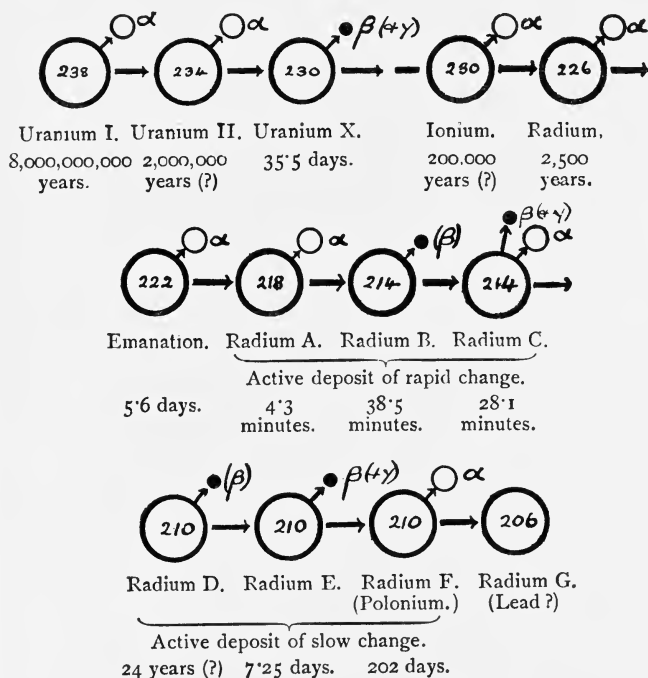 α α β(+γ) α α
238 234 230 230 226
Uranium I. Uranium II. Uranium X. Ionium. Radium,
8,000,000,000 2,000,000 35·5 days. 200.000 2,500
years. years (?) years (?) years.
β(+γ)
α α (β) α
222 218 214 214
Emanation. Radium A. Radium B. Radium C.
Active deposit of rapid change.
5·6 days. 4·3 38·5 28·1
minutes. minutes. minutes.
(β) β(+γ) α
210 210 210 206
Radium D. Radium E. Radium F. Radium G.
(Polonium.) (Lead ?)
Active deposit of slow change.
24 years (?) 7·25 days. 202 days.